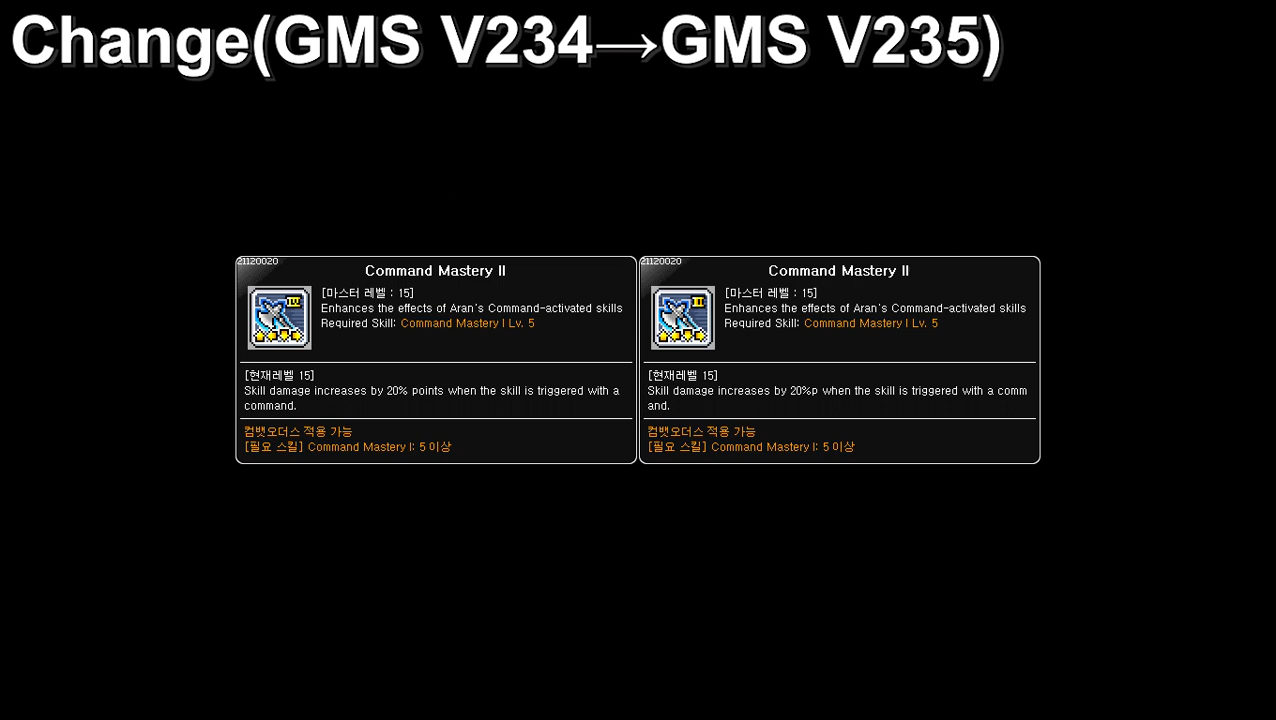 Change(GMS V234→GMS V235)
21120020
Command Mastery II
[마스터 레벨 : 15]
Enhances the effects of Aran's Command-activated skills
Required Skill: Command Mastery I Lv. 5
[현재레벨 15]
Skill damage increases by 20% points when the skill is triggered with a
command.
컴뱃오더스 적용 가능
[필요 스킬] Command Mastery I: 5 이상
21120020
Command Mastery II
[마스터 레벨 : 15]
Enhances the effects of Aran's Command-activated skills
Required Skill: Command Mastery I Lv. 5
[현재레벨 15]
Skill damage increases by 20%p when the skill is triggered with a comm
and.
컴뱃오더스 적용 가능
[필요 스킬] Command Mastery I: 5 이상